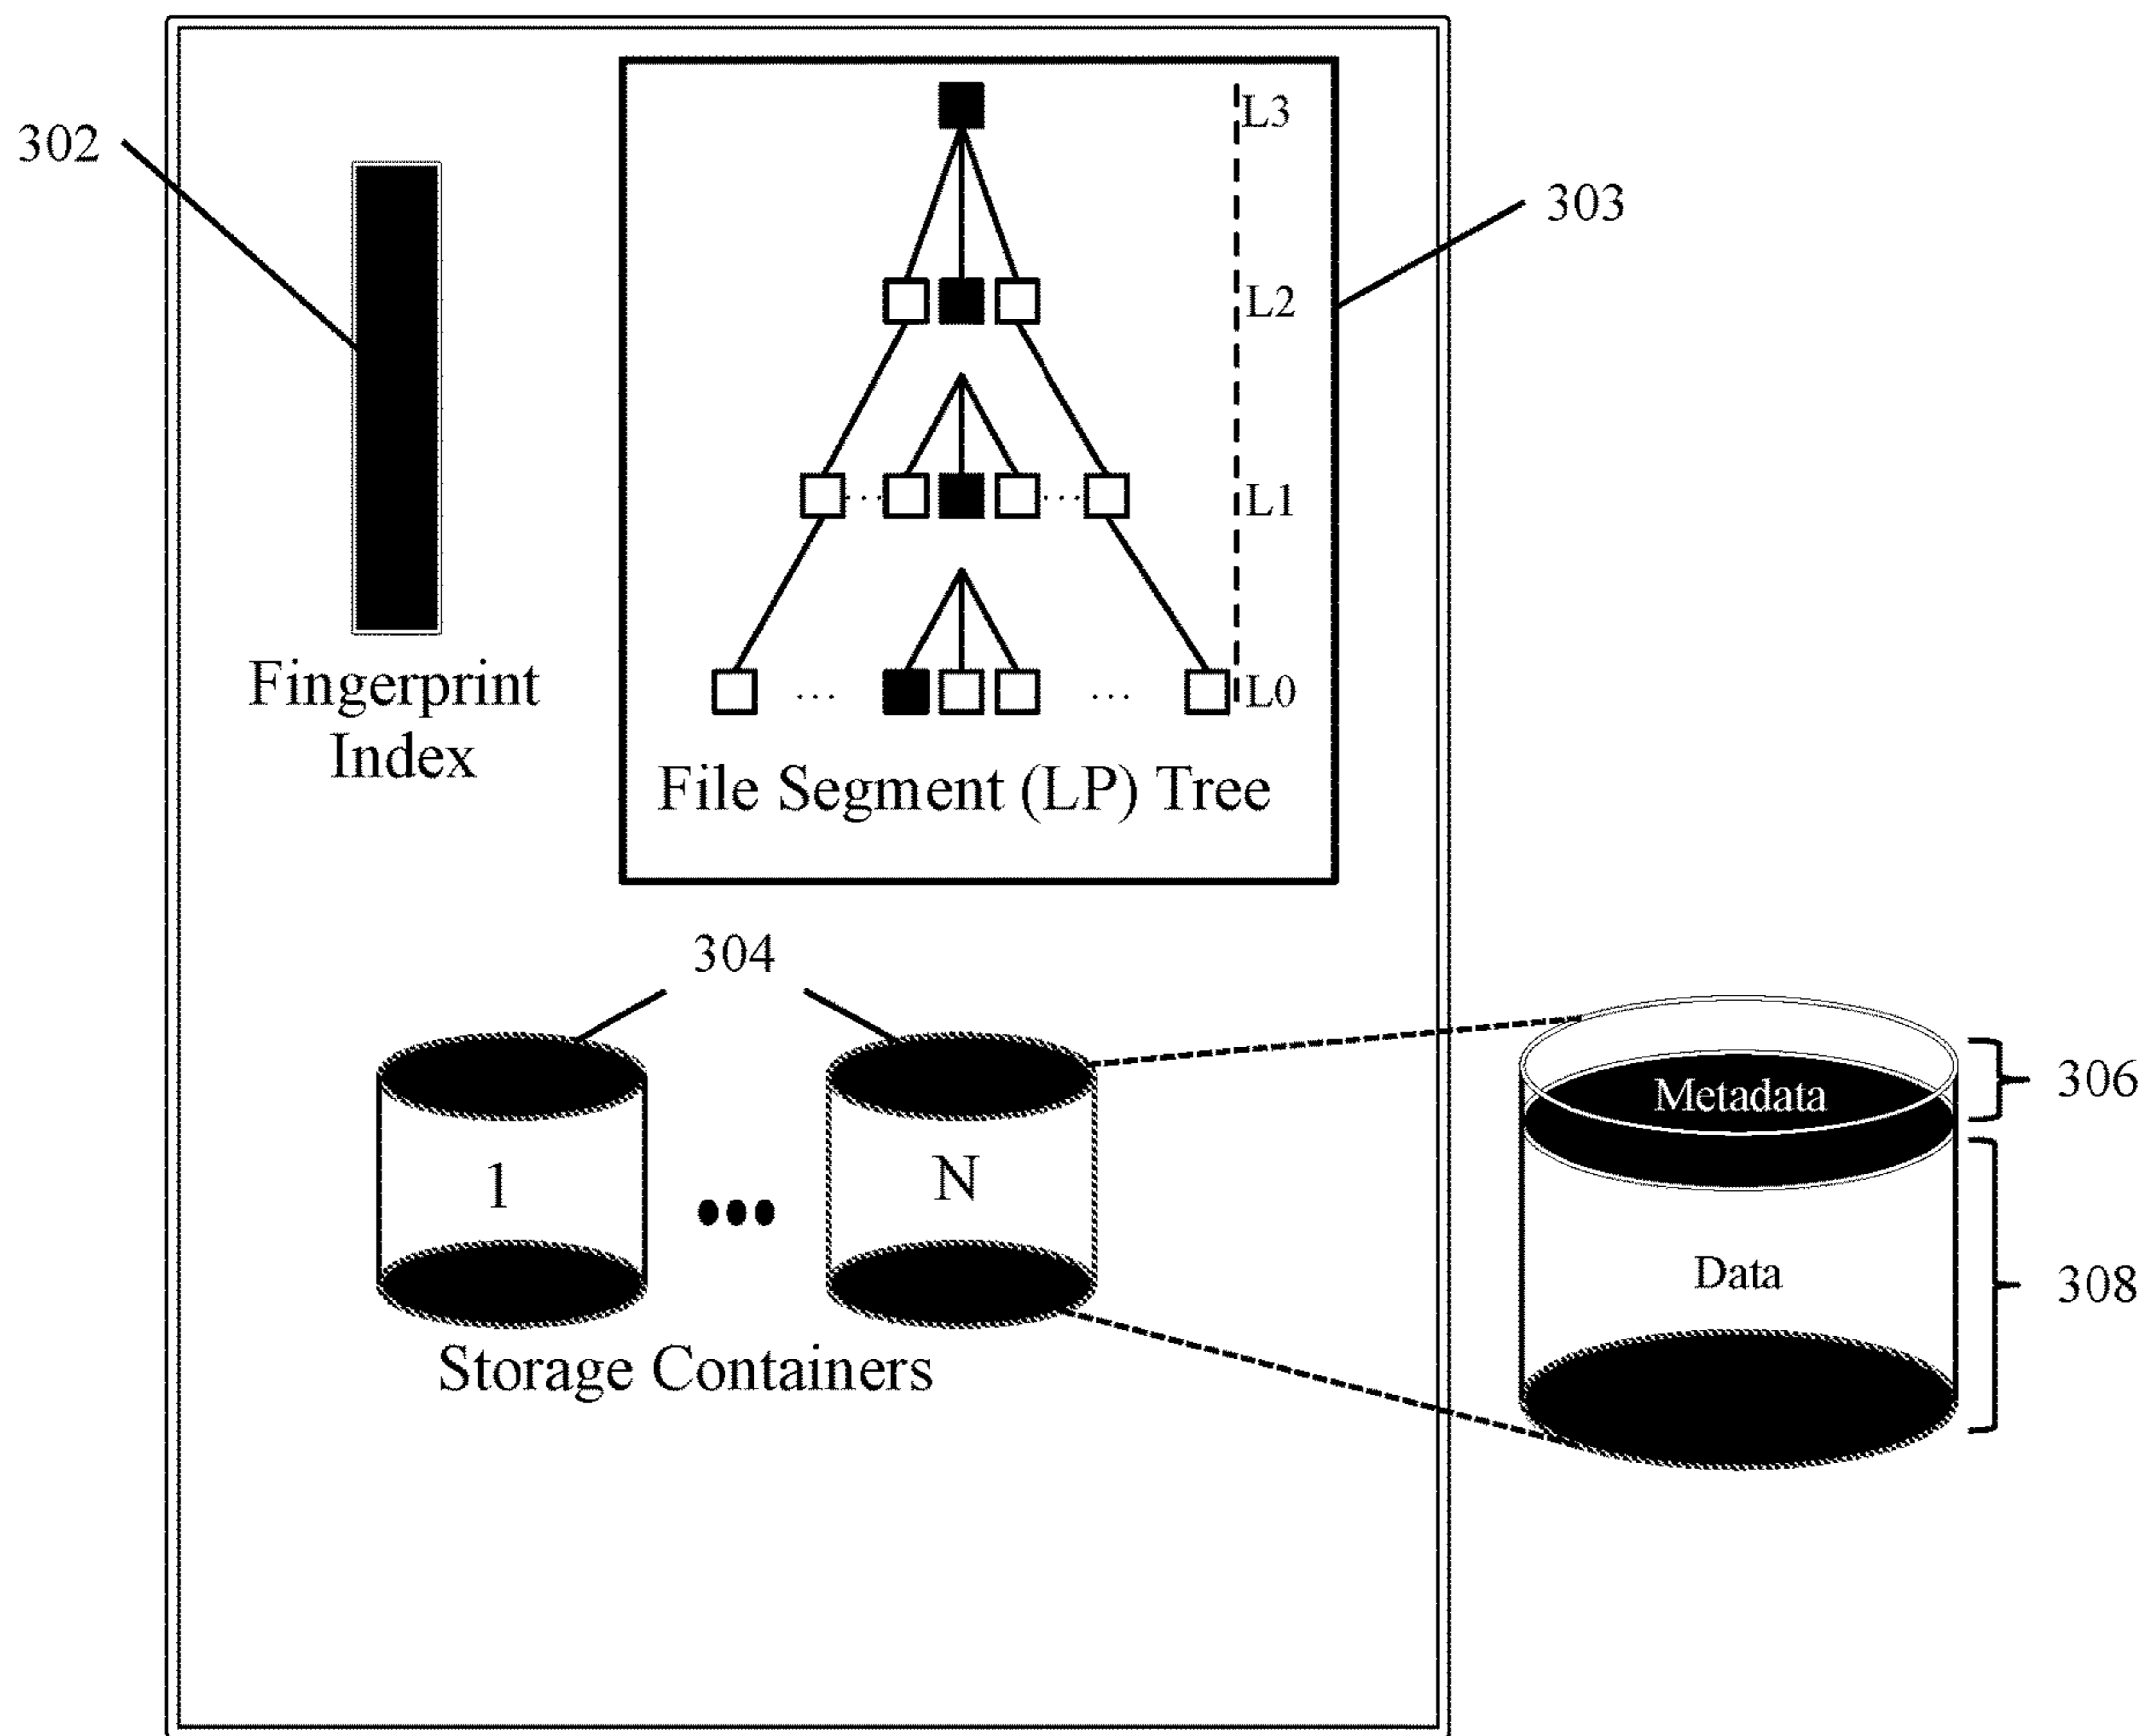 L3
302
303
L2
L1
L0
Fingerprint
Index
File Segment (LP) Tree
304
Metadata
306
1
N
Data
308
Storage Containers